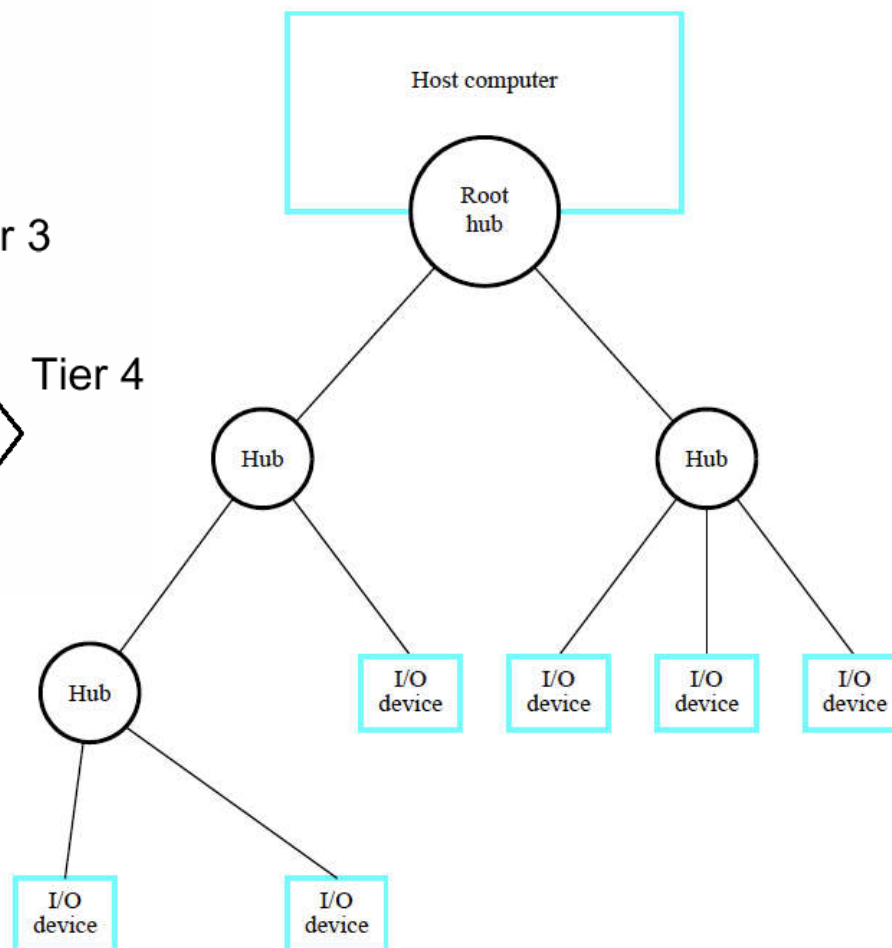 Host computer
Root
hub
r 3
Tier 4
Hub
Hub
I/O
device
I/O
device
I/O
device
I/O
device
Hub
I/O
device
I/O
device